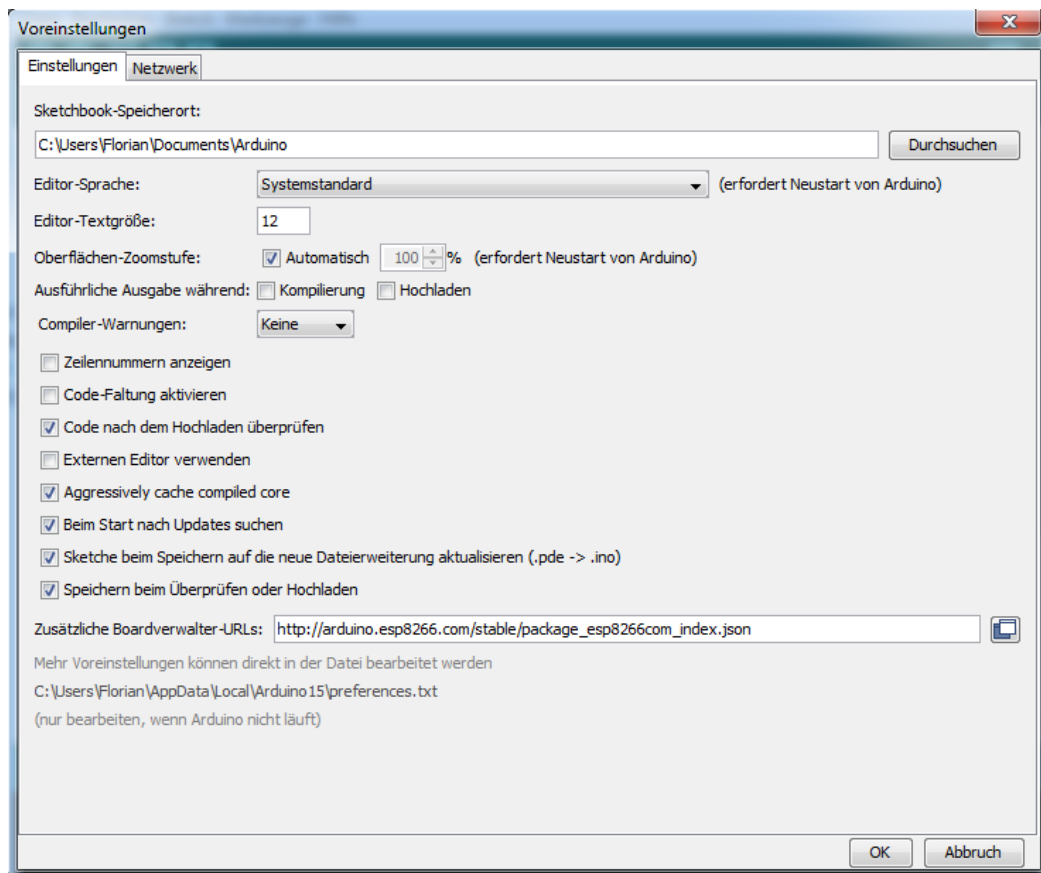 Voreinstellungen
Einstellungen Netzwerk
Sketchbook-Speicherort:
C:\Users\Florian\Documents\Arduino Durchsuchen
Editor-Sprache: Systemstandard (erfordert Neustart von Arduino)
Editor-Textgröße: 12
Oberflächen-Zoomstufe: Automatisch 100 % (erfordert Neustart von Arduino)
Ausführliche Ausgabe während: Kompilierung Hochladen
Compiler-Warnungen: Keine
Zeilennummern anzeigen
Code-Faltung aktivieren
Code nach dem Hochladen überprüfen
Externen Editor verwenden
Aggressively cache compiled core
Beim Start nach Updates suchen
Sketche beim Speichern auf die neue Dateierweiterung aktualisieren (.pde -> .ino)
Speichern beim Überprüfen oder Hochladen
Zusätzliche Boardverwalter-URLs: http://arduino.esp8266.com/stable/package_esp8266com_index.json
Mehr Voreinstellungen können direkt in der Datei bearbeitet werden
C:\Users\Florian\AppData\Local\Arduino15\preferences.txt
(nur bearbeiten, wenn Arduino nicht läuft)
OK Abbruch